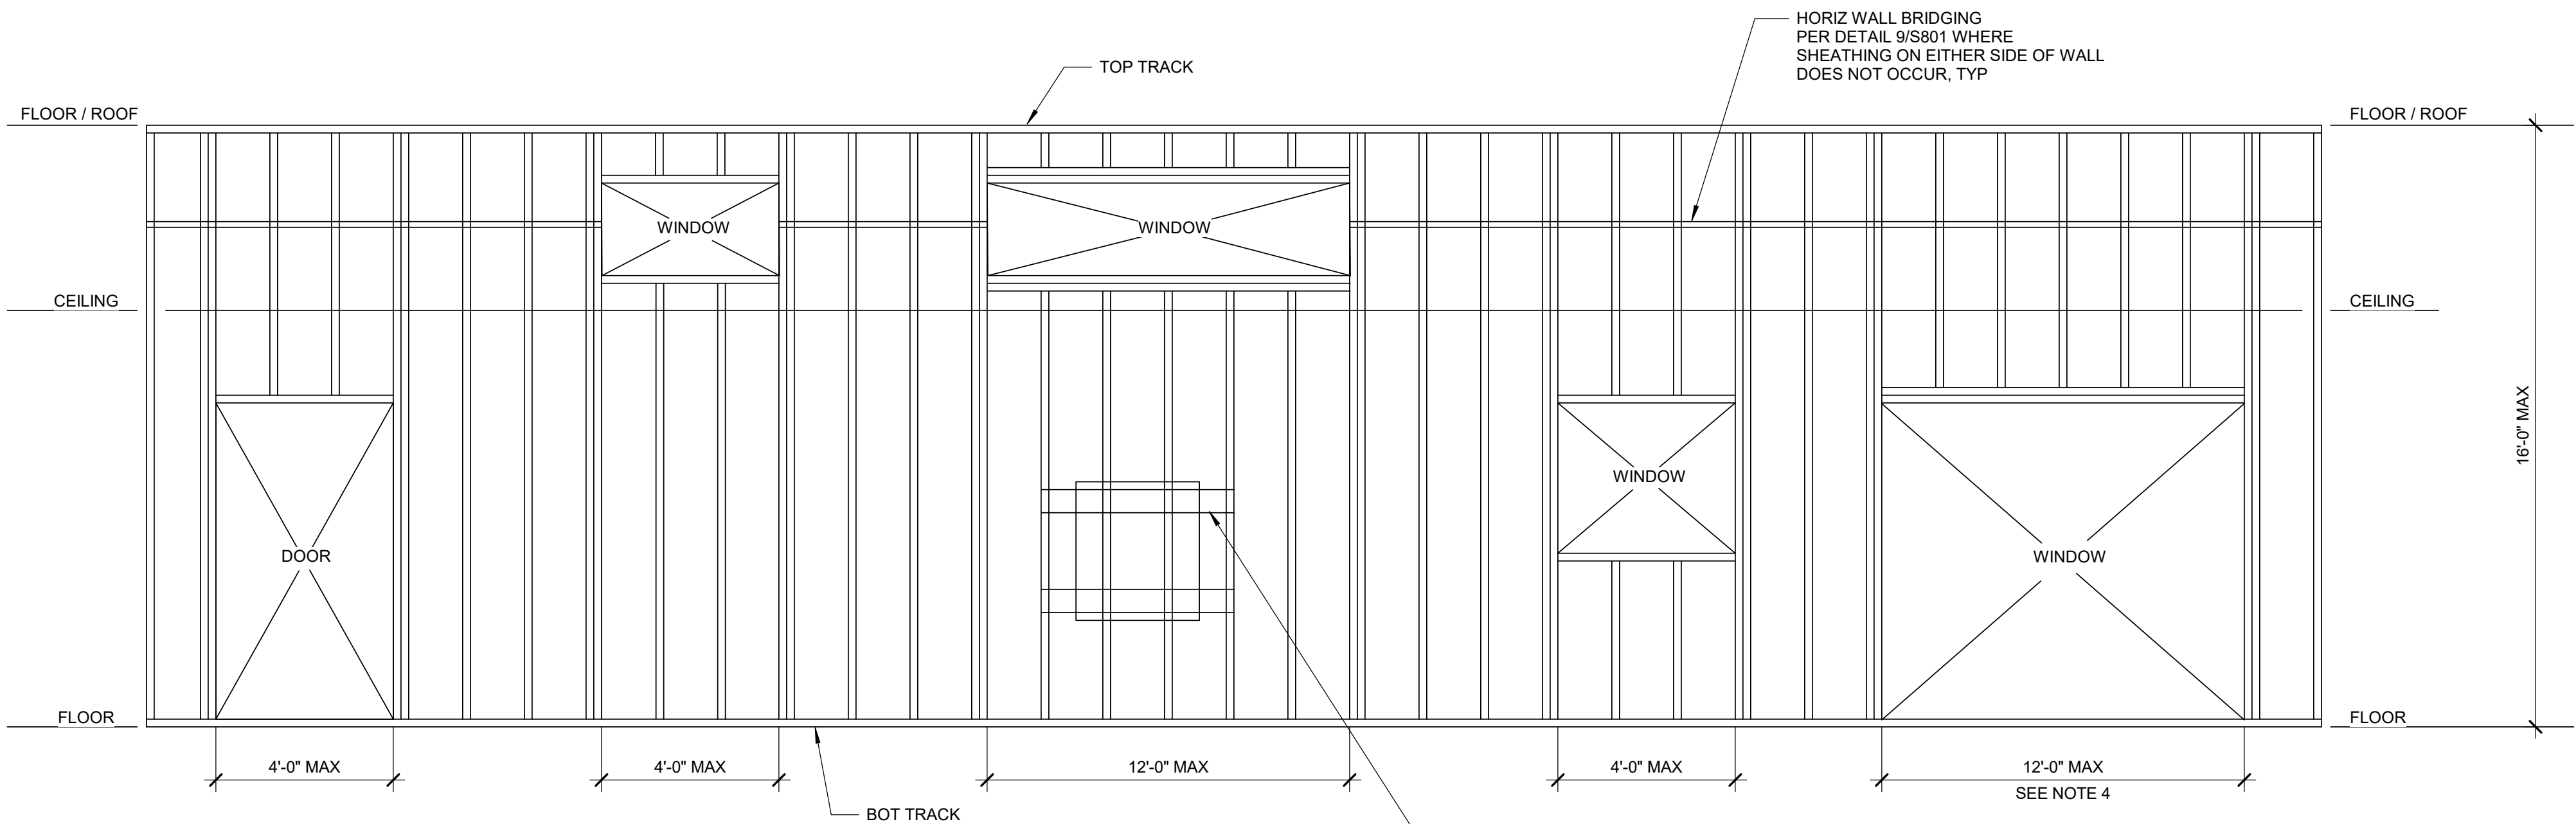 HORIZ WALL BRIDGING
PER DETAIL 9/S801 WHERE
SHEATHING ON EITHER SIDE OF WALL
DOES NOT OCCUR, TYP
TOP TRACK
FLOOR / ROOF
FLOOR / ROOF
WINDOW
WINDOW
CEILING
CEILING
16'-0" MAX
WINDOW
DOOR
WINDOW
FLOOR
FLOOR
4'-0" MAX
4'-0" MAX
12'-0" MAX
4'-0" MAX
12'-0" MAX
SEE NOTE 4
BOT TRACK